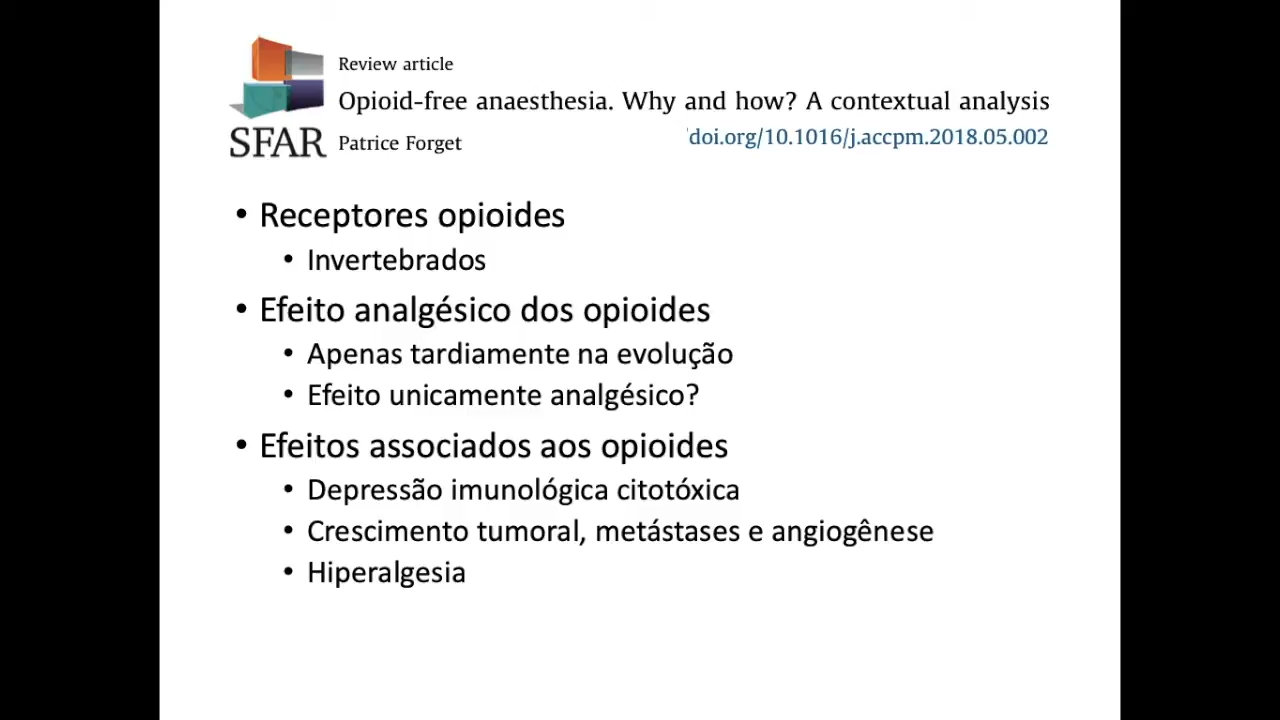 Review article
Opioid-free anaesthesia. Why and how? A contextual analysis
SFAR Patrice Forget doi.org/10.1016/j.accpm.2018.05.002
• Receptores opioides
• Invertebrados
• Efeito analgésico dos opioides
• Apenas tardiamente na evolução
• Efeito unicamente analgésico?
• Efeitos associados aos opioides
• Depressão imunológica citotóxica
• Crescimento tumoral, metástases e angiogênese
• Hiperalgesia